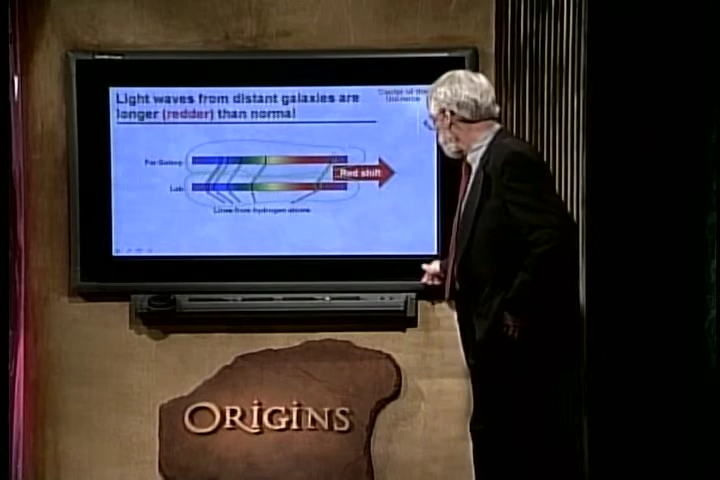 Light waves from distant galaxies are
longer (redder) than normal
Center of the
Universe
Far Galaxy
Red shift
Lab
Lines from hydrogen atoms
ORIGINS